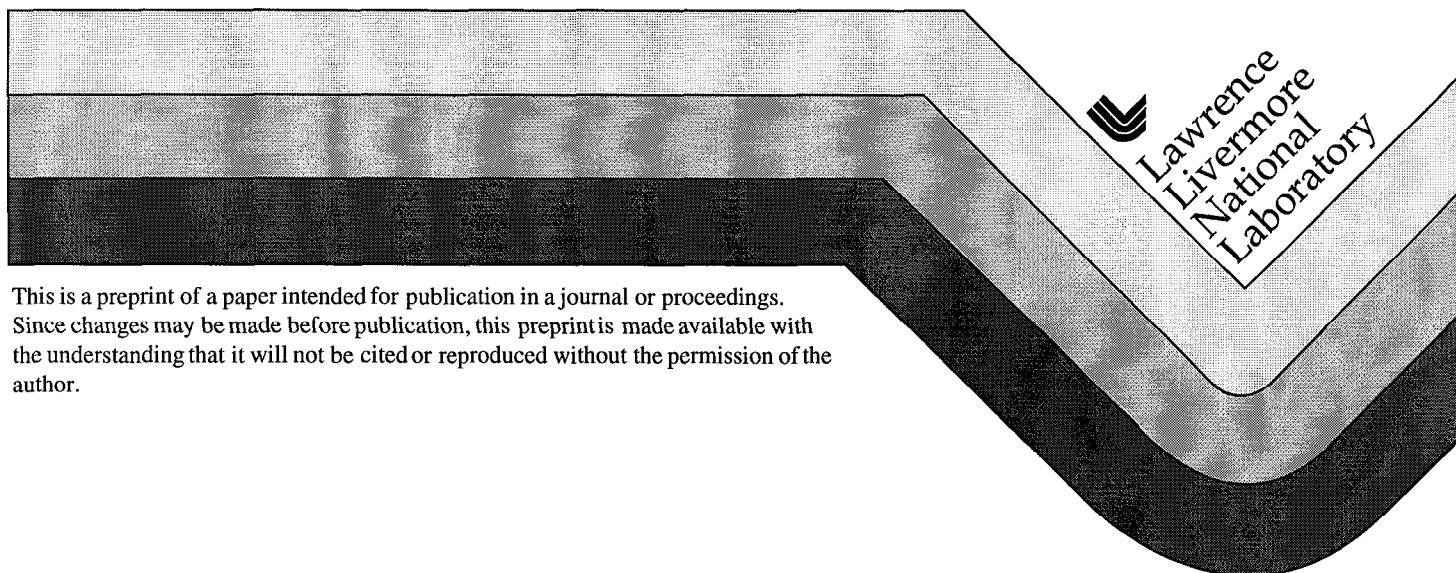 Lawrence
Livermore
National
Laboratory
This is a preprint of a paper intended for publication in a journal or proceedings.
Since changes may be made before publication, this preprint is made available with
the understanding that it will not be cited or reproduced without the permission of the
author.